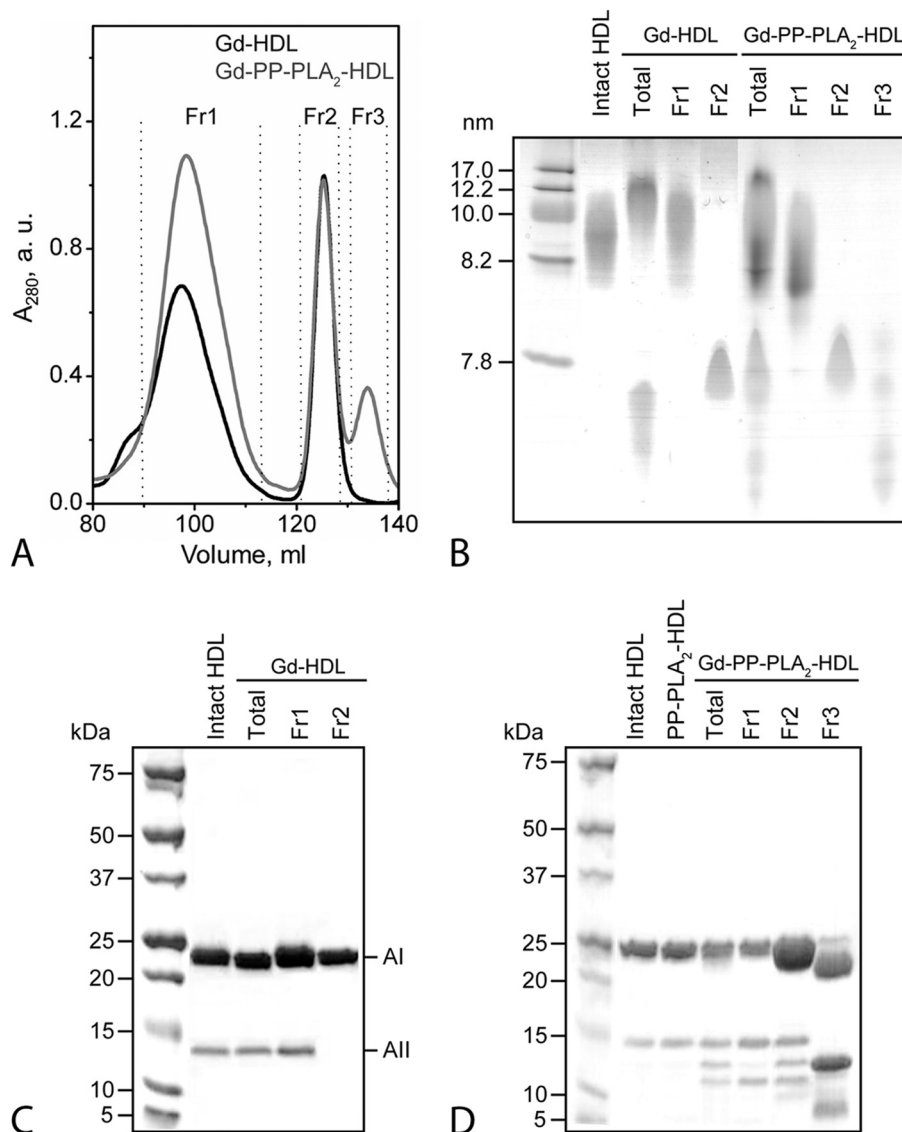 Gd-HDL
Gd-PP-PLA₂-HDL
Fr1 Fr2 Fr3
1.2
0.8
0.4
0.0
A₂₈₀, a. u.
80 100 120 140
Volume, ml
A
Gd-HDL Gd-PP-PLA₂-HDL
Intact HDL Total Fr1 Fr2 Total Fr1 Fr2 Fr3
nm
17.0
12.2
10.0
8.2
7.8
B
Gd-HDL
Intact HDL Total Fr1 Fr2
kDa
75
50
37
25
AI
20
15
AII
10
5
C
Gd-PP-PLA₂-HDL
Intact HDL PP-PLA₂-HDL Total Fr1 Fr2 Fr3
kDa
75
50
37
25
20
15
10
5
D